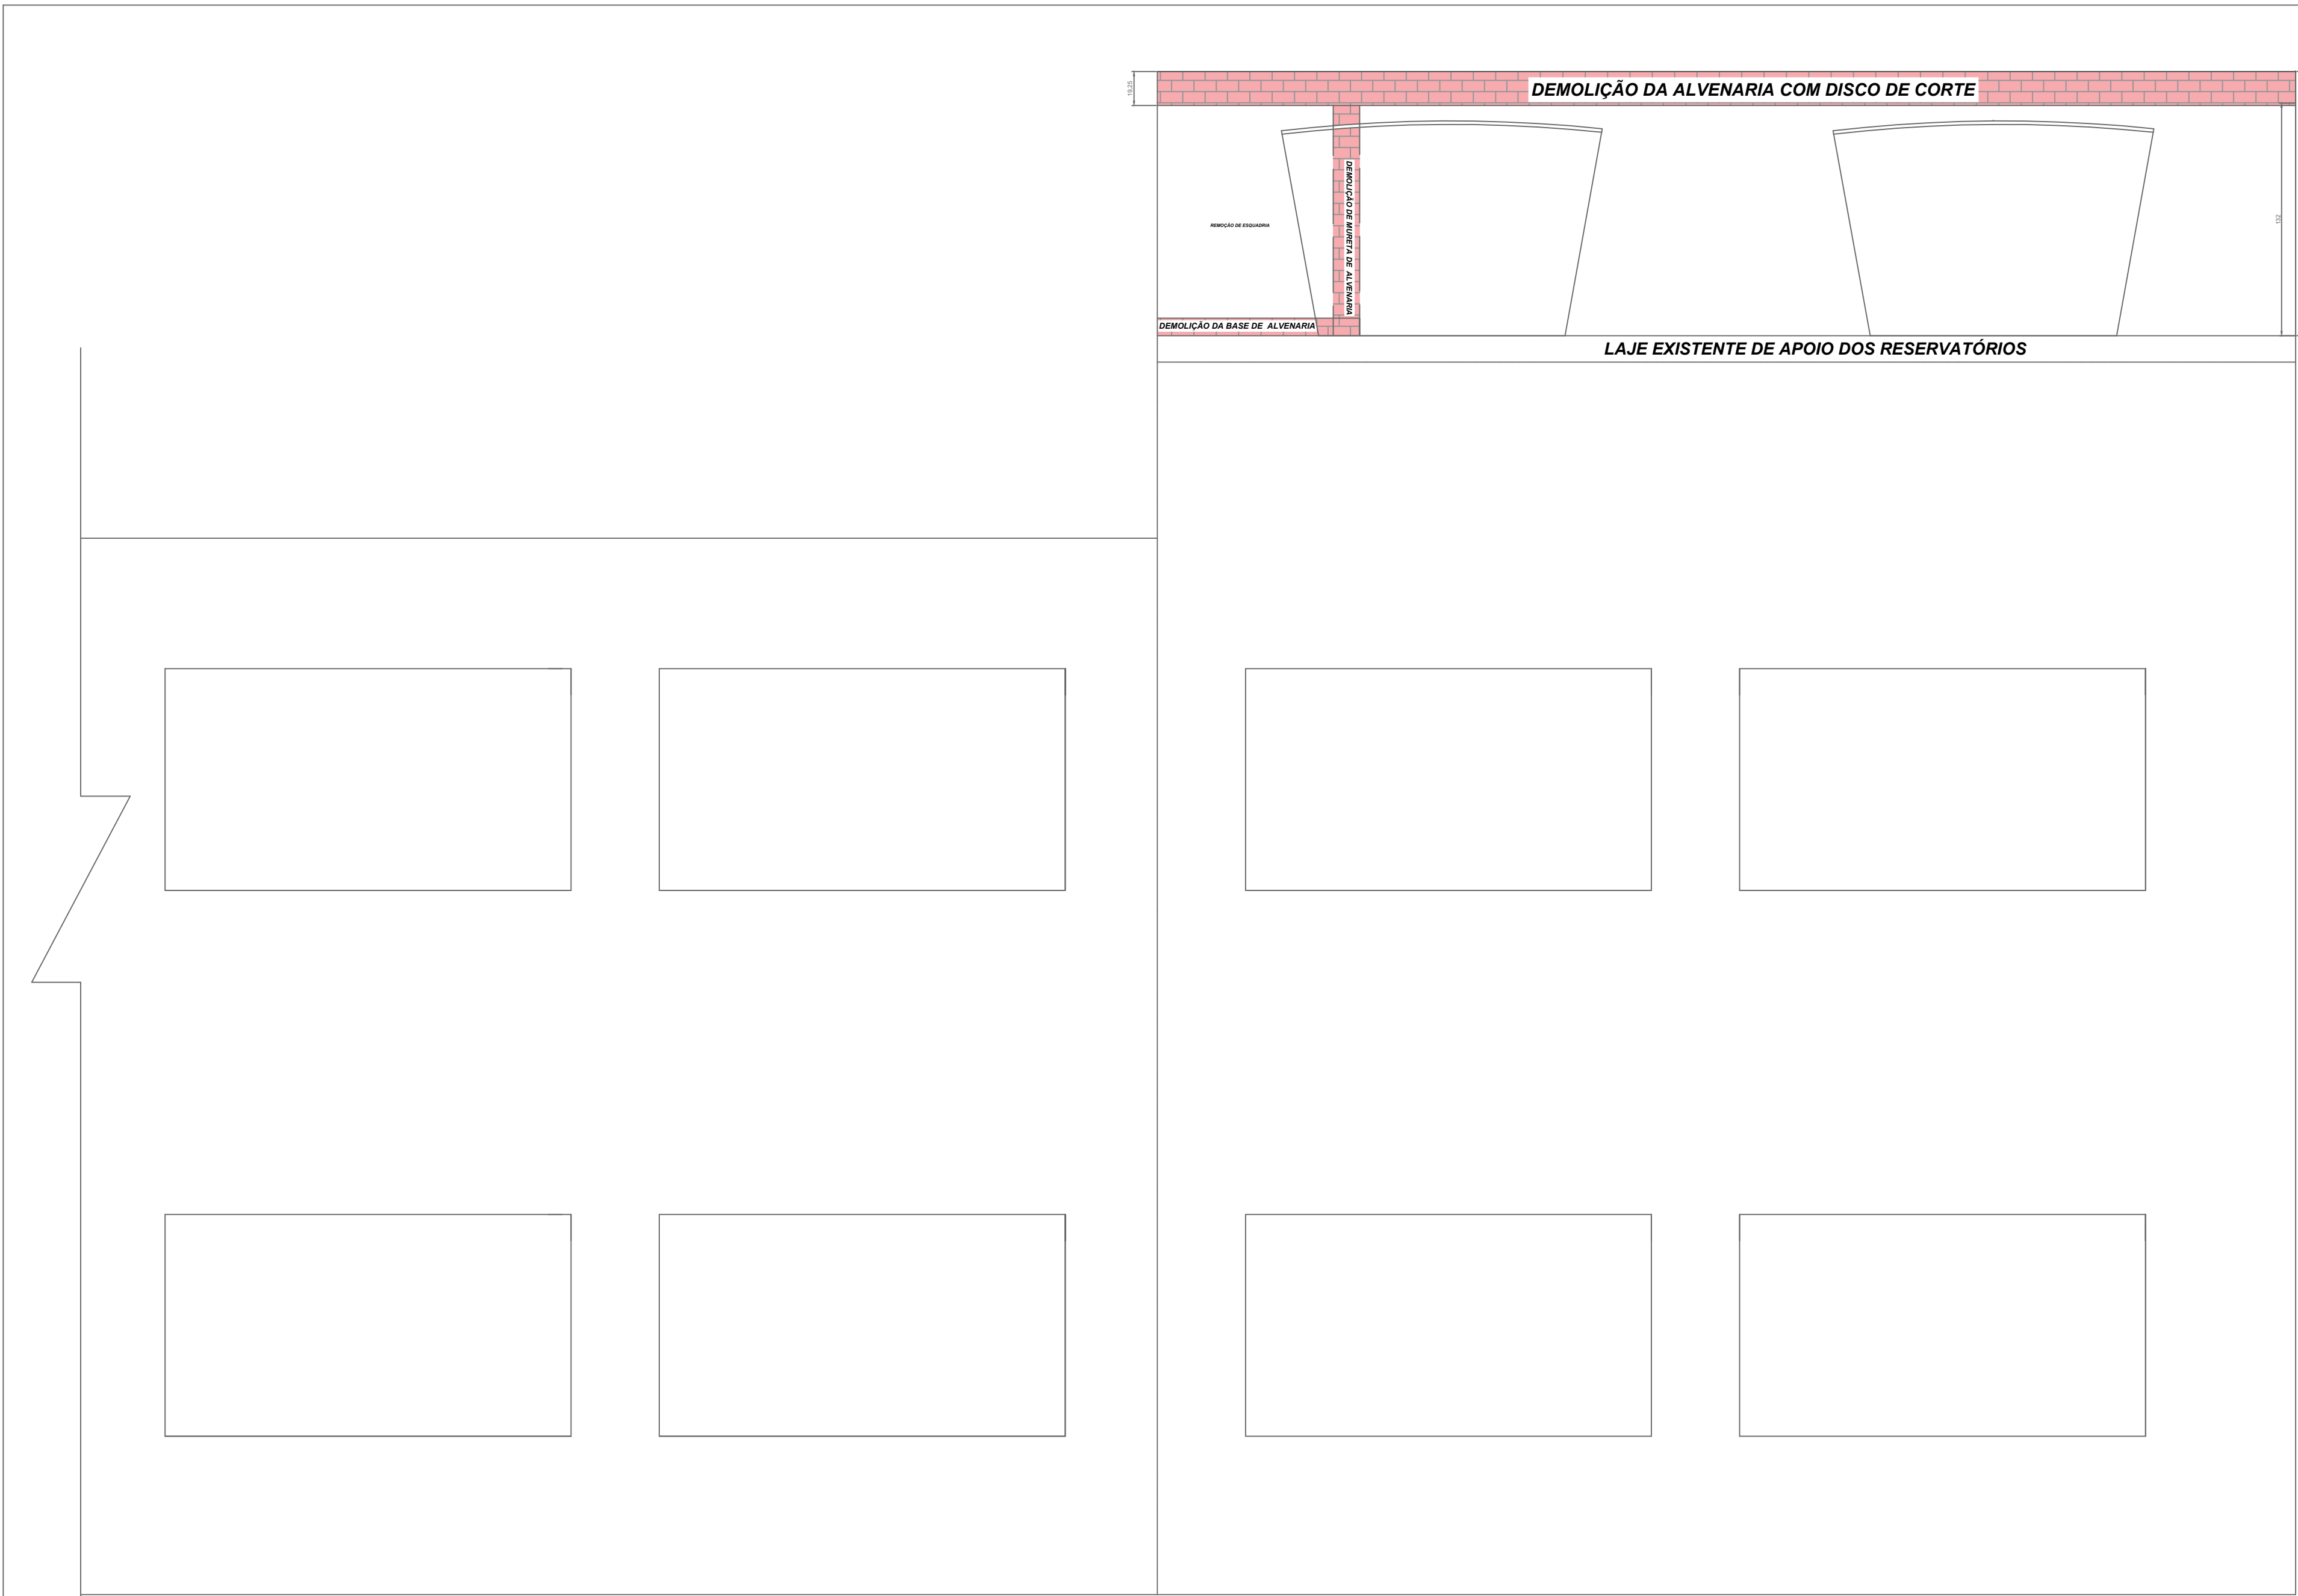 19.25
DEMOLIÇÃO DA ALVENARIA COM DISCO DE CORTE
DEMOLIÇÃO DE MURETA DE ALVENARIA
REMOÇÃO DE ESQUADRIA
132
DEMOLIÇÃO DA BASE DE ALVENARIA
LAJE EXISTENTE DE APOIO DOS RESERVATÓRIOS